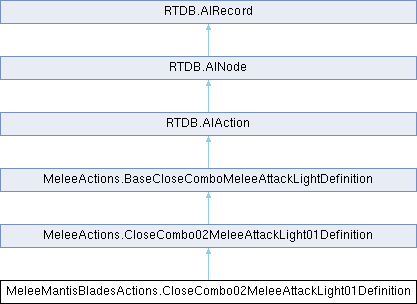 RTDB.AIRecord
RTDB.AINode
RTDB.AIAction
MeleeActions.BaseCloseComboMeleeAttackLightDefinition
MeleeActions.CloseCombo02MeleeAttackLight01Definition
MeleeMantisBladesActions.CloseCombo02MeleeAttackLight01Definition